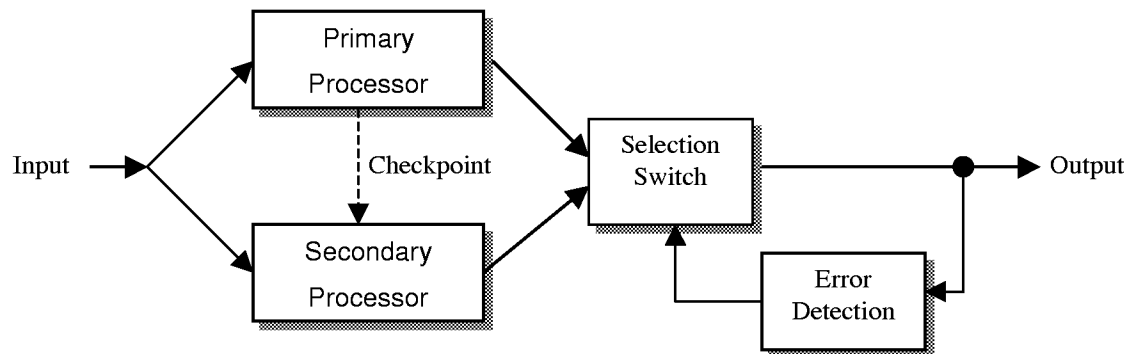 Primary
Processor
Input
Checkpoint
Selection
Switch
Output
Secondary
Processor
Error
Detection